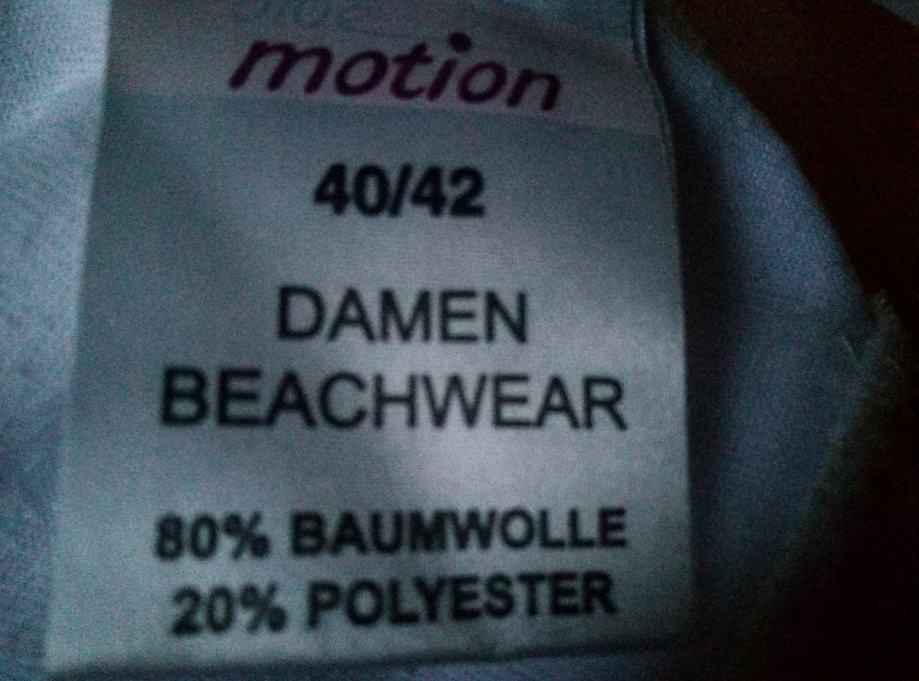 motion
40/42
DAMEN
BEACHWEAR
80% BAUMWOLLE
20% POLYESTER